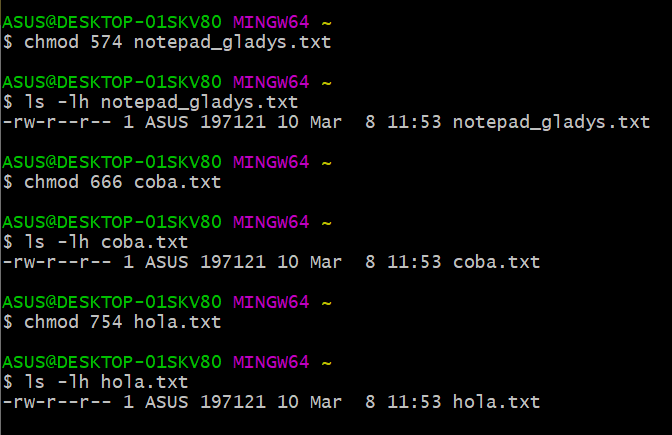 ASUS@DESKTOP-01SKV80 MINGW64 ~
$ chmod 574 notepad_gladys.txt
ASUS@DESKTOP-01SKV80 MINGW64 ~
$ ls -lh notepad_gladys.txt
-rw-r--r-- 1 ASUS 197121 10 Mar  8 11:53 notepad_gladys.txt
ASUS@DESKTOP-01SKV80 MINGW64 ~
$ chmod 666 coba.txt
ASUS@DESKTOP-01SKV80 MINGW64 ~
$ ls -lh coba.txt
-rw-r--r-- 1 ASUS 197121 10 Mar  8 11:53 coba.txt
ASUS@DESKTOP-01SKV80 MINGW64 ~
$ chmod 754 hola.txt
ASUS@DESKTOP-01SKV80 MINGW64 ~
$ ls -lh hola.txt
-rw-r--r-- 1 ASUS 197121 10 Mar  8 11:53 hola.txt